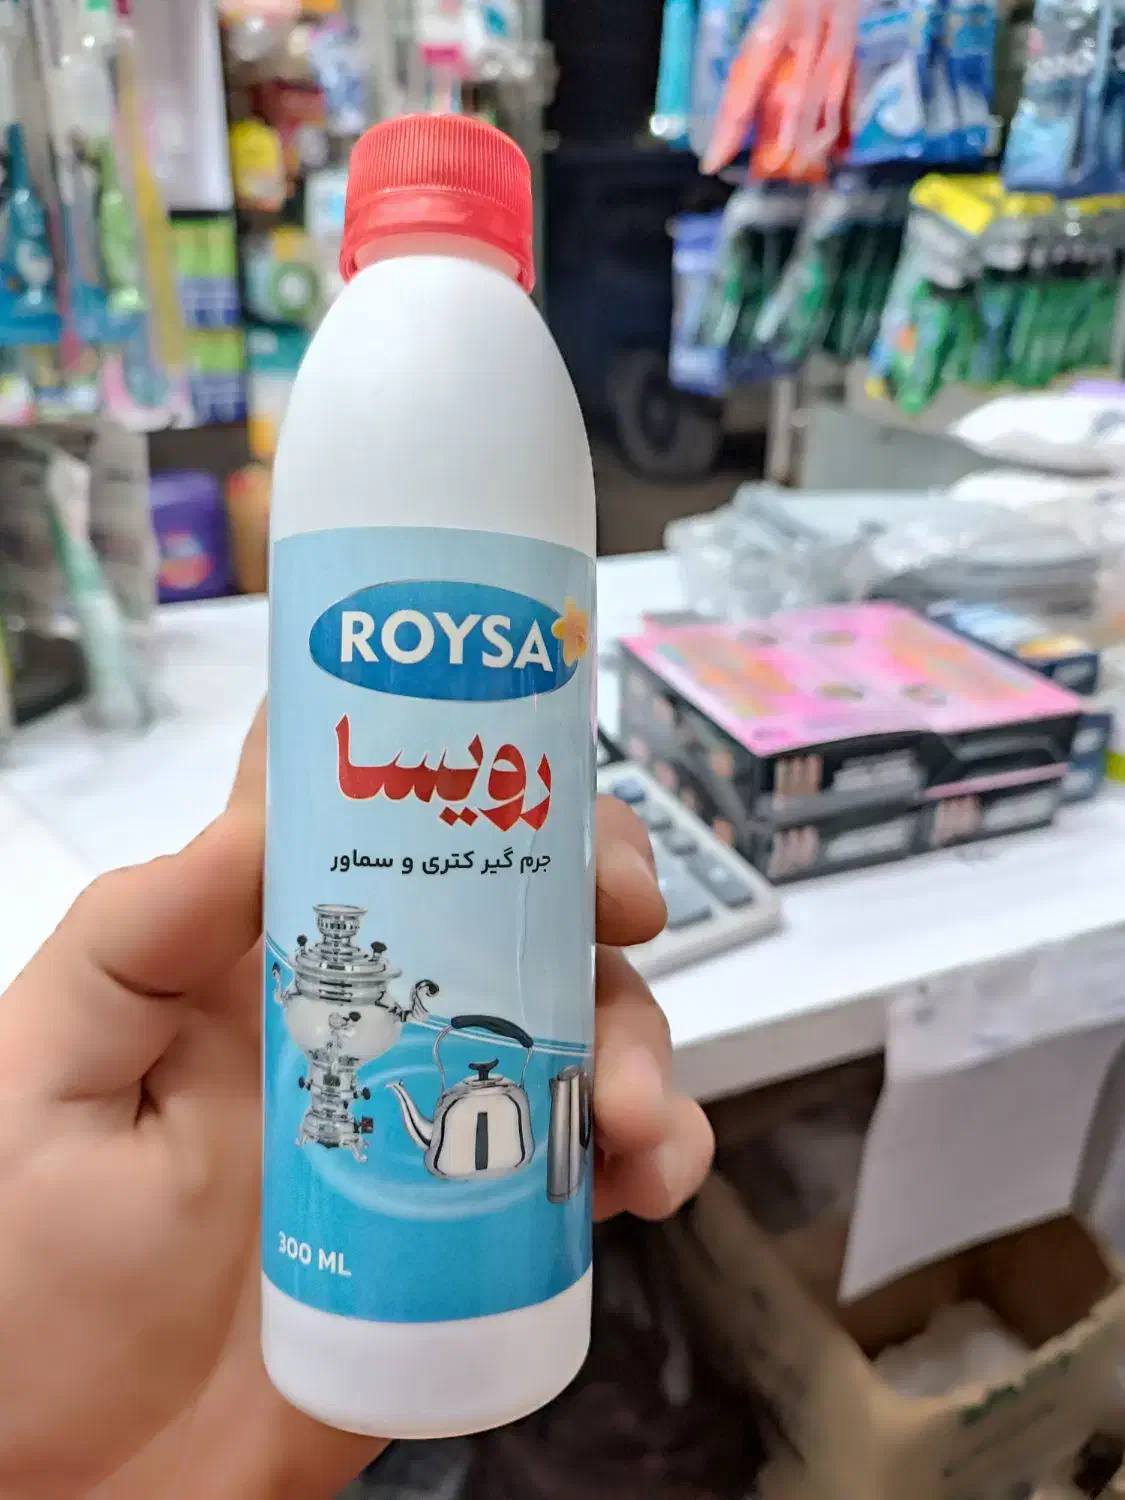 ROYSA
رویسا
جرم گیر کتری و سماور
300 ML